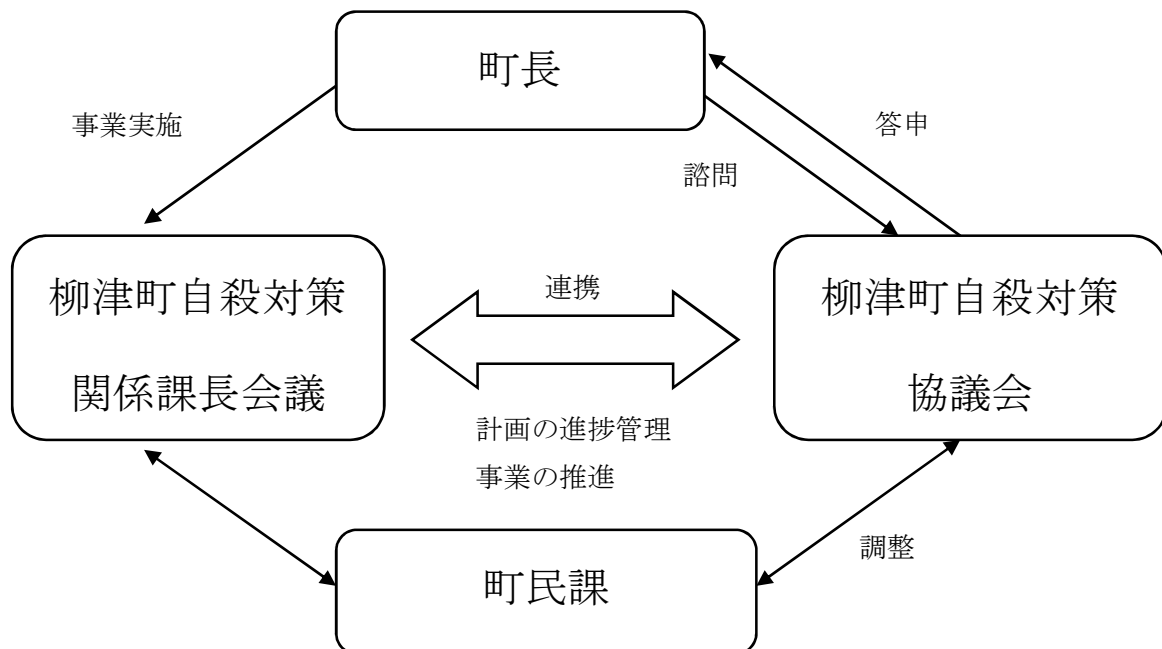 町長
事業実施
答申
諮問
柳津町自殺対策
関係課長会議
連携
柳津町自殺対策
協議会
計画の進捗管理
事業の推進
調整
町民課